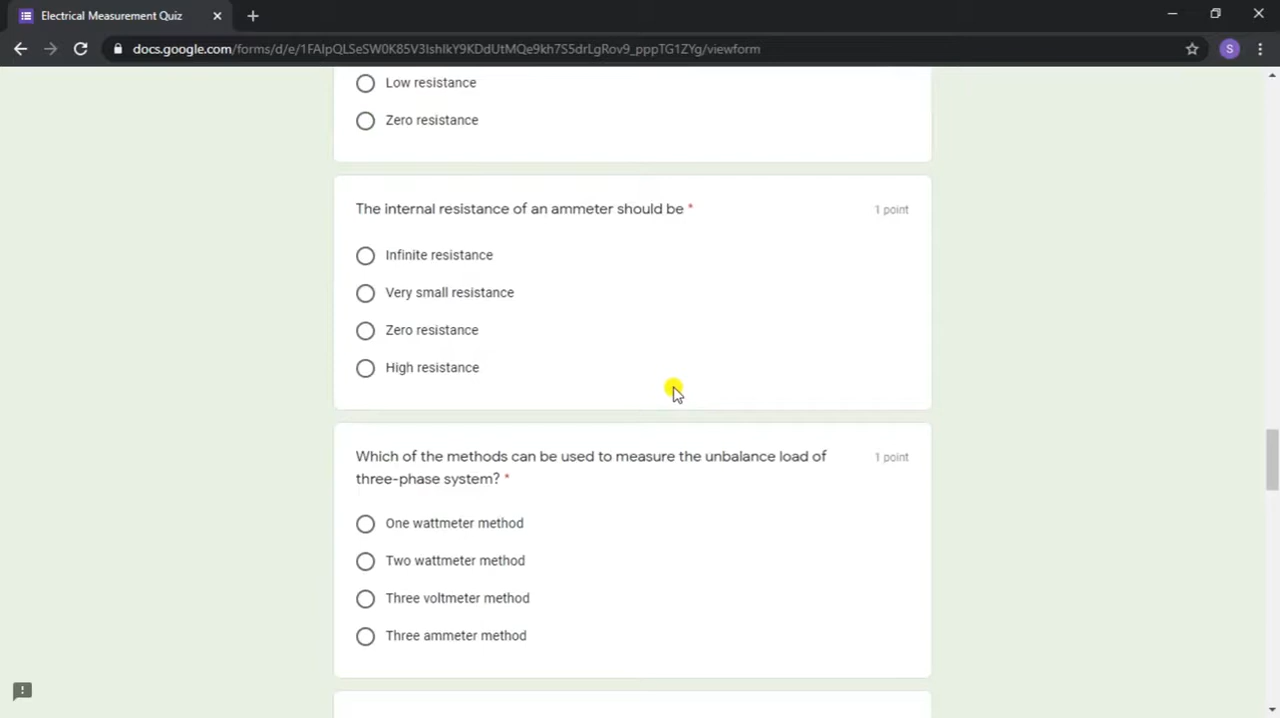 Electrical Measurement Quiz
docs.google.com/forms/d/e/1FAIpQLSeSW0K85V3IshIkY9KDdUtMQe9kh7S5drLgRov9_pppTG1ZYg/viewform
S
Low resistance
Zero resistance
The internal resistance of an ammeter should be *
1 point
Infinite resistance
Very small resistance
Zero resistance
High resistance
Which of the methods can be used to measure the unbalance load of
1 point
three-phase system? *
One wattmeter method
Two wattmeter method
Three voltmeter method
Three ammeter method